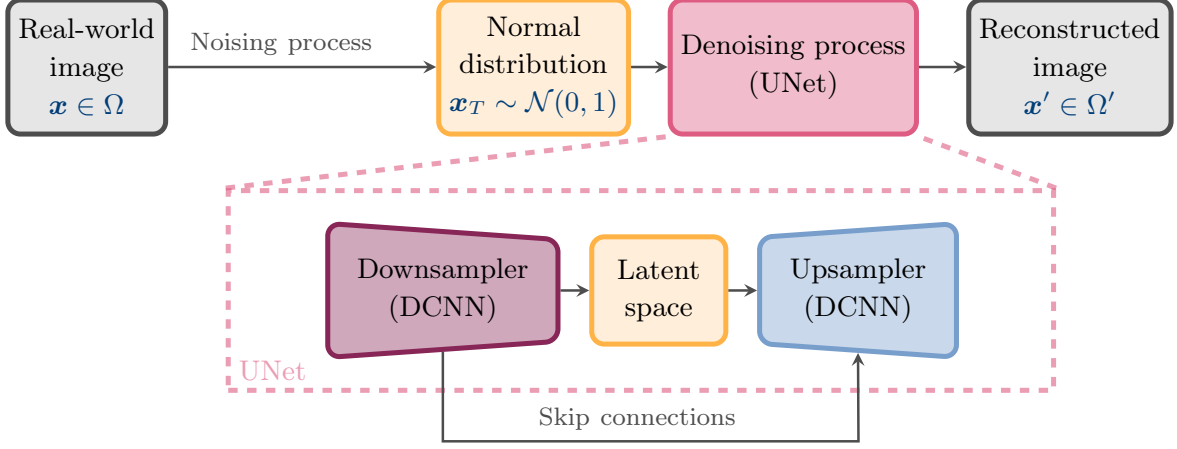 Real-world
image
x ∈ Ω
Noising process
Normal
distribution
x_T ∼ N(0, 1)
Denoising process
(UNet)
Reconstructed
image
x′ ∈ Ω′
Downsampler
(DCNN)
Latent
space
Upsampler
(DCNN)
UNet
Skip connections